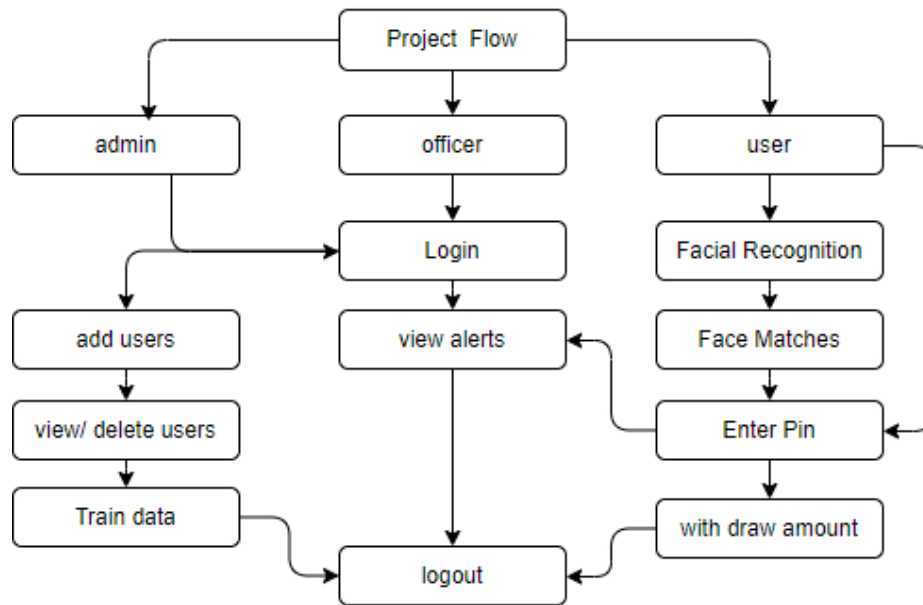 Project Flow
admin
officer
user
Login
Facial Recognition
add users
view alerts
Face Matches
view/ delete users
Enter Pin
Train data
with draw amount
logout